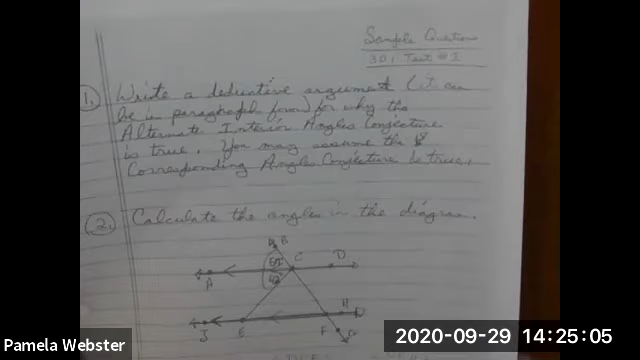 Sample Questions
301 Test #1
1. Write a deductive argument (it can
be in paragraph form) for why the
Alternate Interior Angles Conjecture
is true. You may assume the
Corresponding Angles Conjecture is true.
2. Calculate the angles in the diagram.
B
C D
A
H
J E F
Pamela Webster
2020-09-29 14:25:05